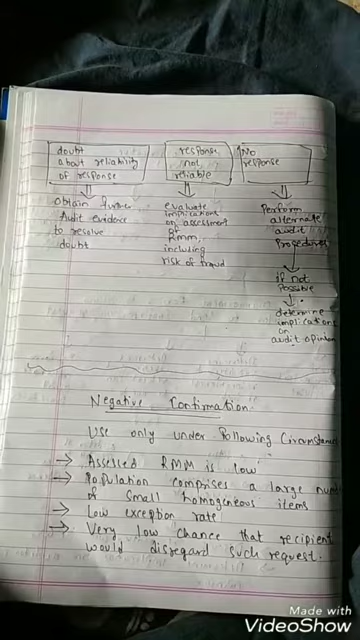 doubt
about reliability
of response
response
not
reliable
No
response
Obtain further
Audit evidence
to resolve
doubt
evaluate
implications
on assessment
of
RMM,
including
risk of fraud
Perform
alternate
audit
Procedures
if not
Possible
determine
implications
on
audit opinion
Negative Confirmation
Use only under following Circumstances
→ Assessed RMM is low
→ Population comprises a large num
of small homogeneous items
→ Low exception rate
→ Very low chance that recipient
would disregard such request.
Made with
VideoShow